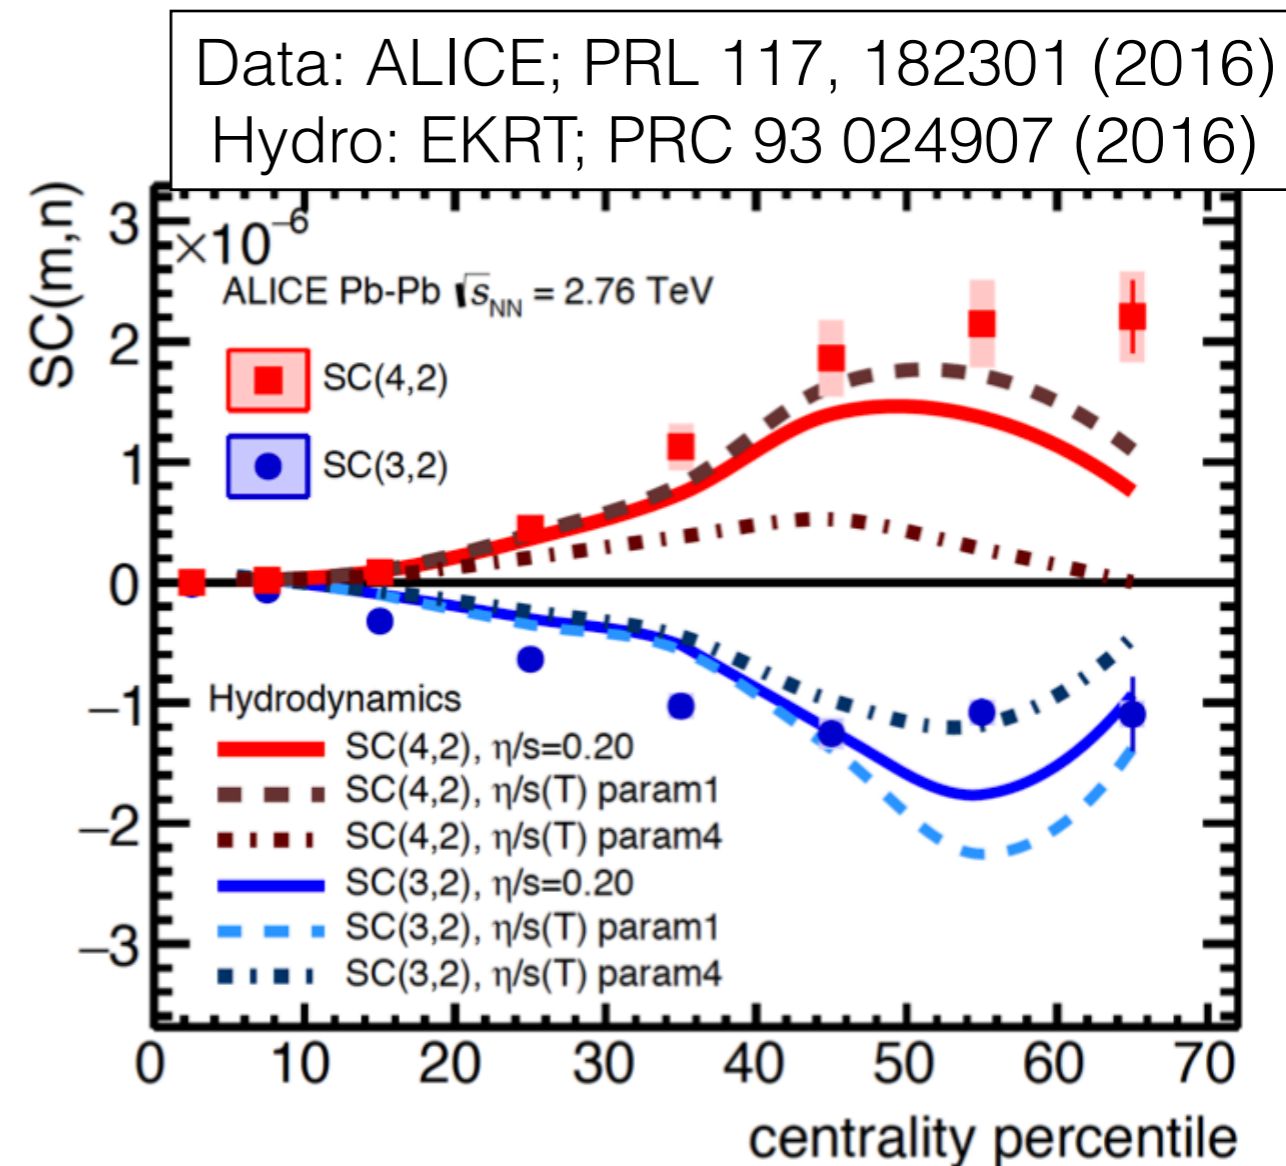 Data: ALICE; PRL 117, 182301 (2016)
Hydro: EKRT; PRC 93 024907 (2016)
SC(m,n)
×10⁻⁶
ALICE Pb-Pb √sNN = 2.76 TeV
SC(4,2)
SC(3,2)
Hydrodynamics
SC(4,2), η/s=0.20
SC(4,2), η/s(T) param1
SC(4,2), η/s(T) param4
SC(3,2), η/s=0.20
SC(3,2), η/s(T) param1
SC(3,2), η/s(T) param4
3
2
1
0
−1
−2
−3
0 10 20 30 40 50 60 70
centrality percentile